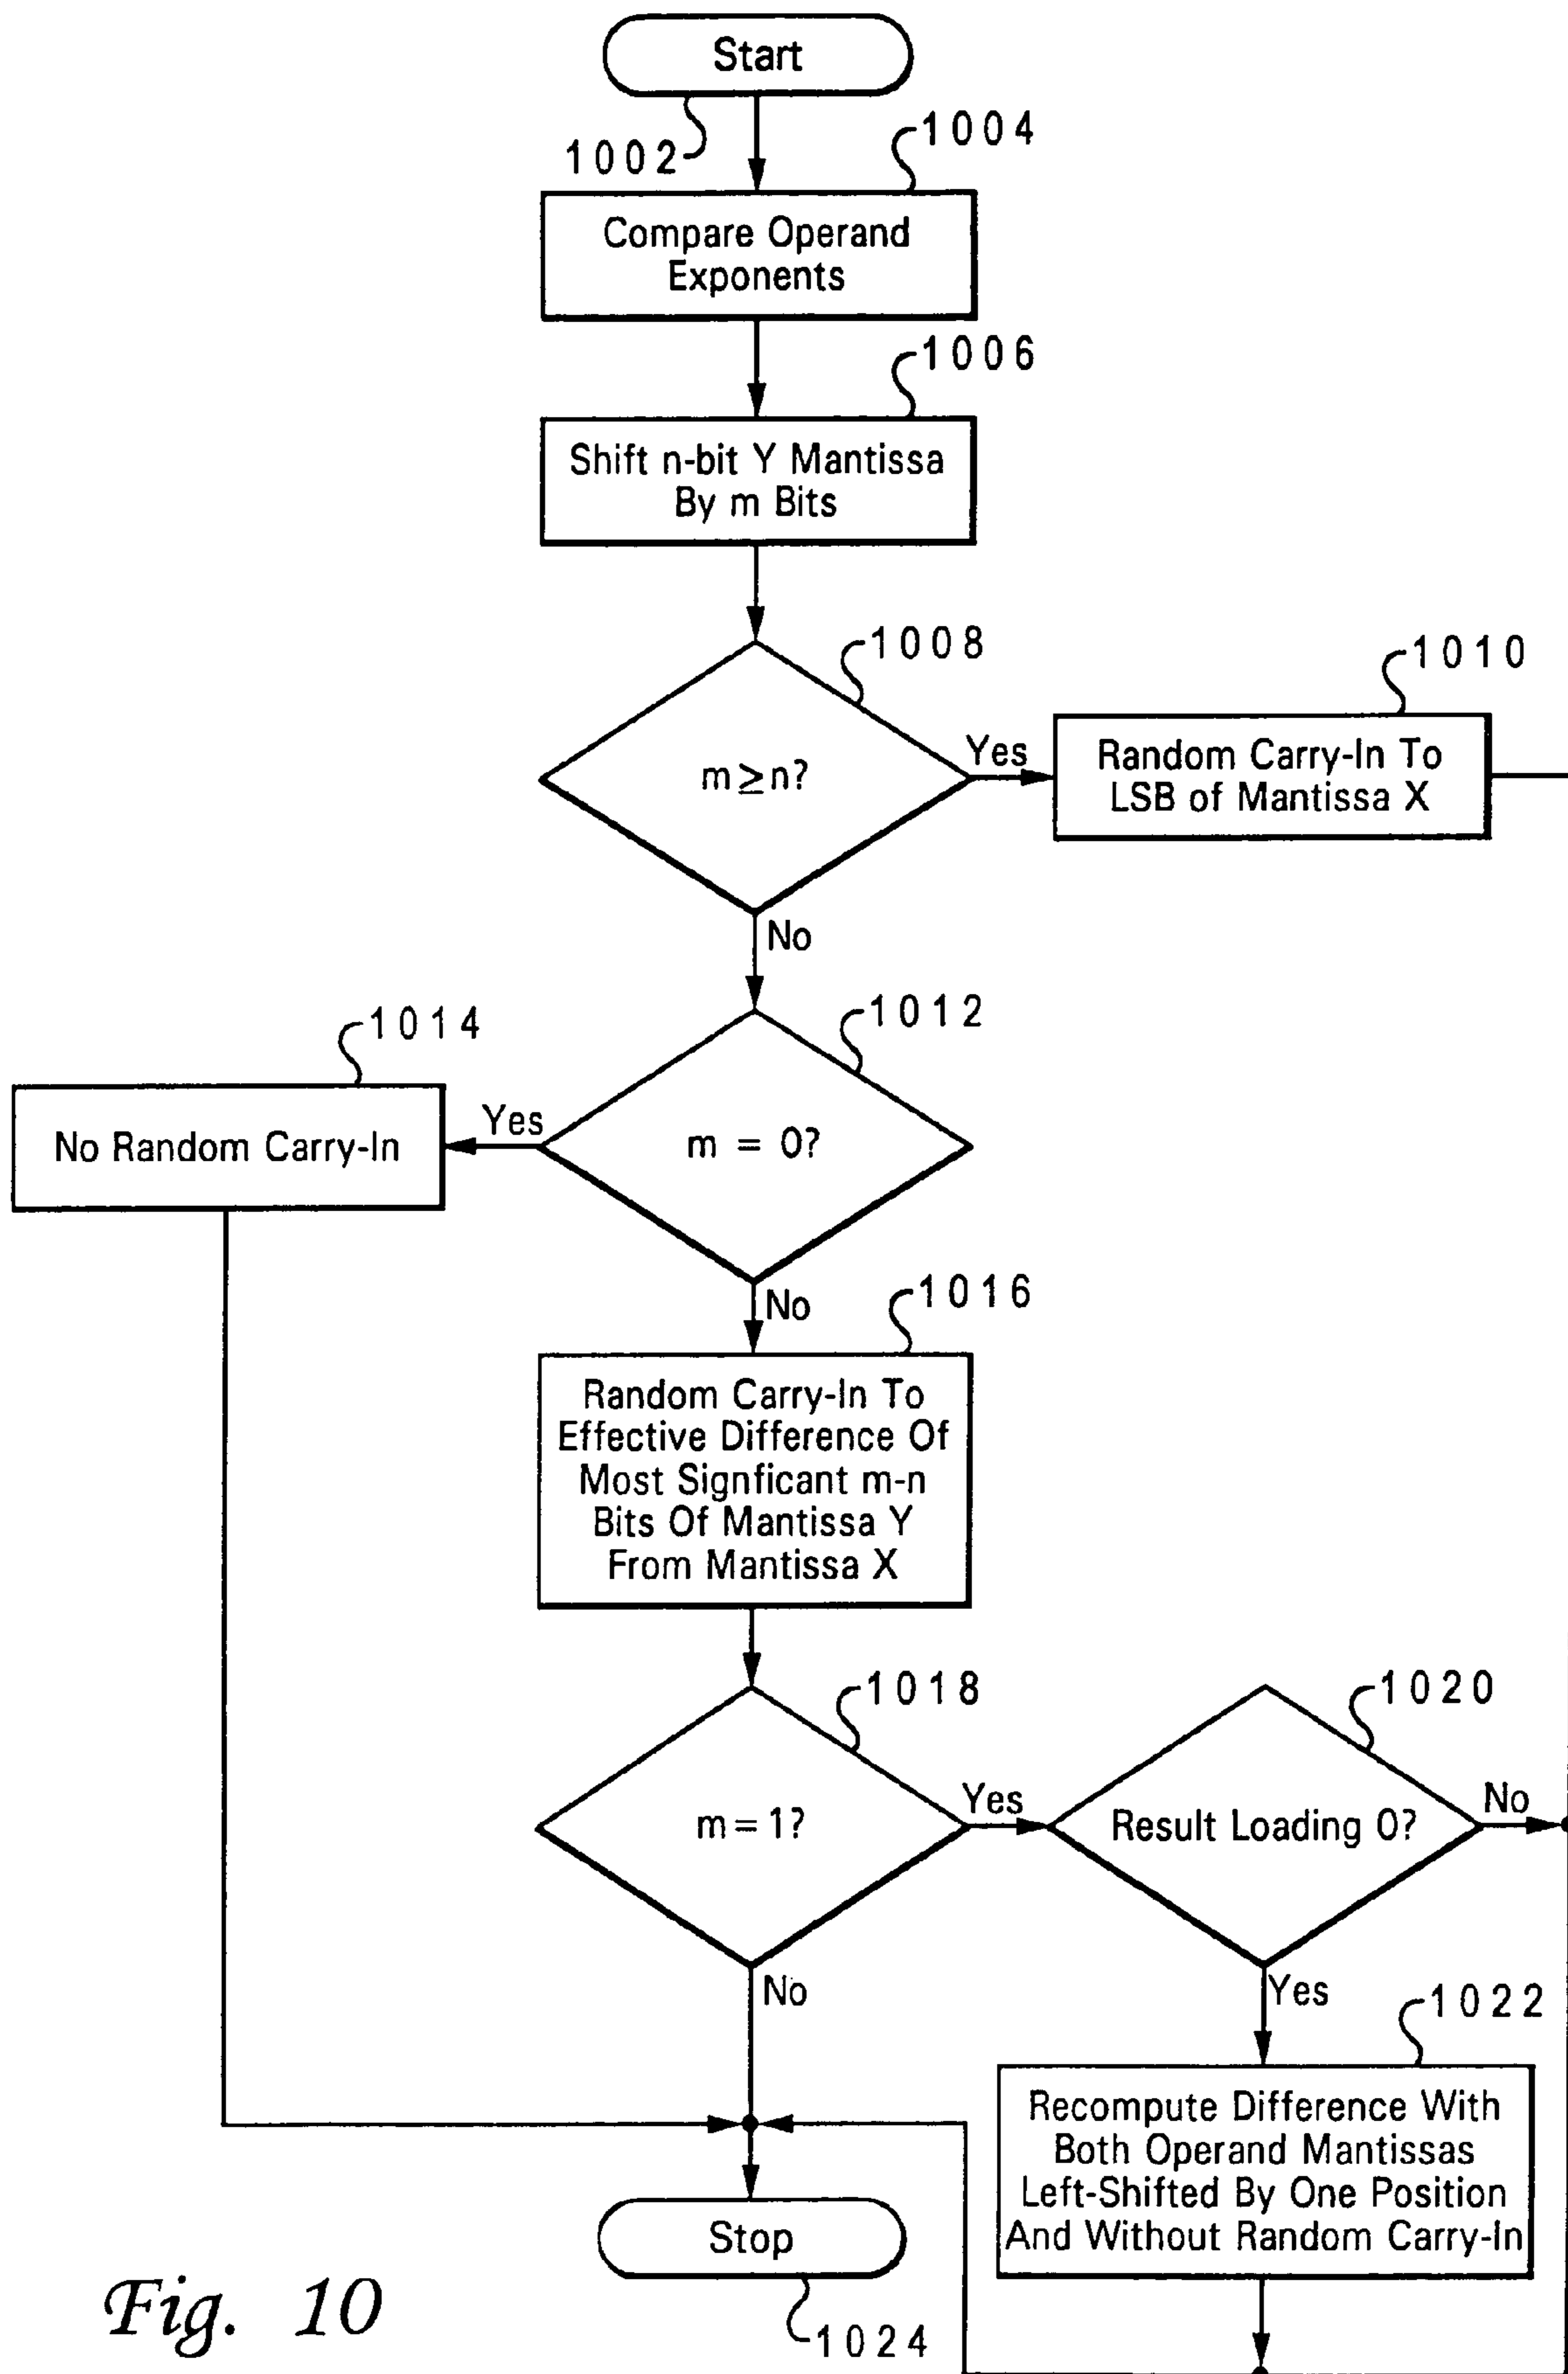 Start
1002
1004
Compare Operand
Exponents
1006
Shift n-bit Y Mantissa
By m Bits
1008
m≥n?
Yes
1010
Random Carry-In To
LSB of Mantissa X
No
1012
m = 0?
Yes
1014
No Random Carry-In
No
1016
Random Carry-In To
Effective Difference Of
Most Signficant m-n
Bits Of Mantissa Y
From Mantissa X
1018
m=1?
Yes
1020
Result Loading 0?
No
No
Yes
1022
Recompute Difference With
Both Operand Mantissas
Left-Shifted By One Position
And Without Random Carry-In
Stop
1024
Fig. 10